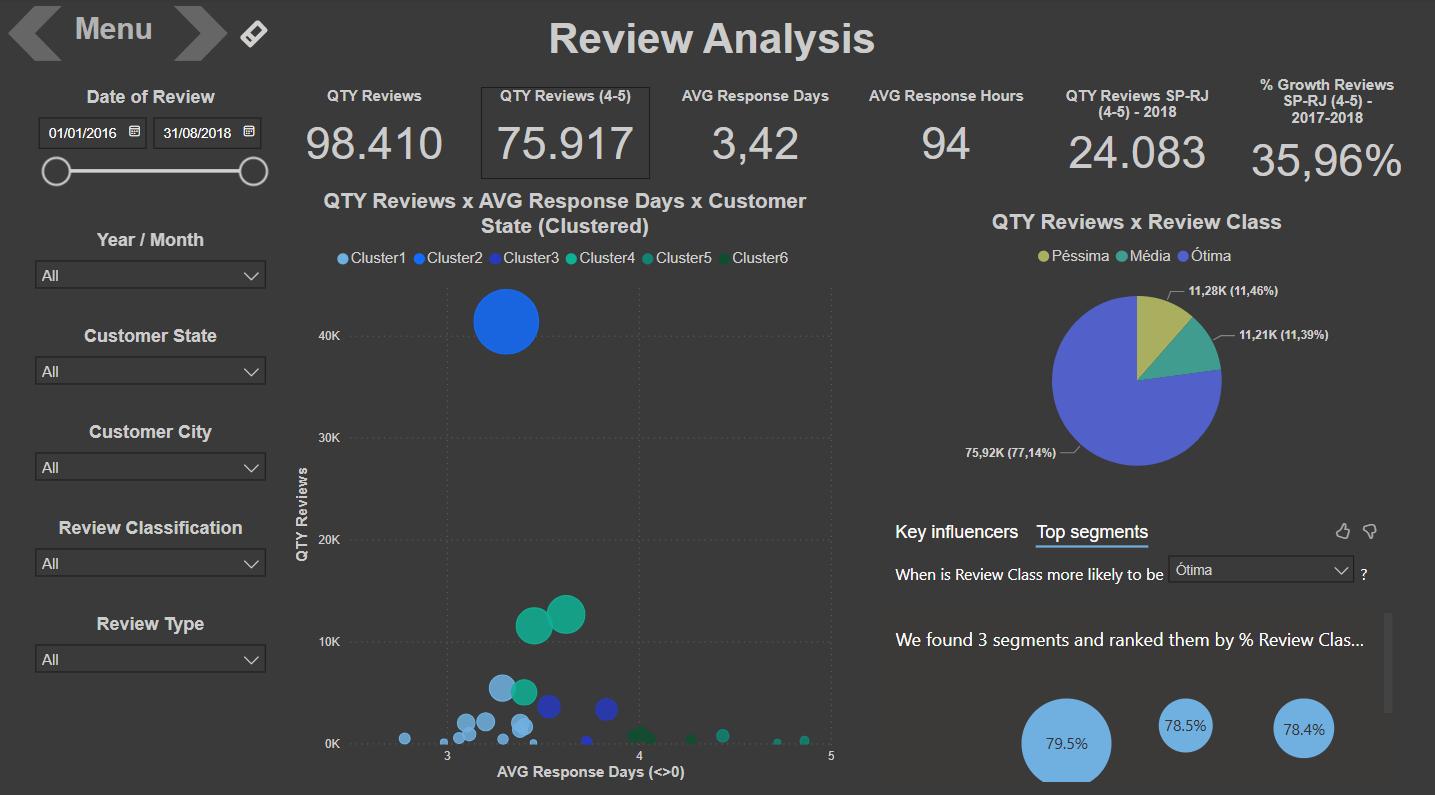 Menu
Review Analysis
Date of Review
01/01/2016
31/08/2018
QTY Reviews
98.410
QTY Reviews (4-5)
75.917
AVG Response Days
3,42
AVG Response Hours
94
QTY Reviews SP-RJ
(4-5) - 2018
24.083
% Growth Reviews
SP-RJ (4-5) -
2017-2018
35,96%
Year / Month
All
Customer State
All
Customer City
All
Review Classification
All
Review Type
All
QTY Reviews x AVG Response Days x Customer
State (Clustered)
Cluster1 Cluster2 Cluster3 Cluster4 Cluster5 Cluster6
QTY Reviews
40K
30K
20K
10K
0K
3 4 5
AVG Response Days (<>0)
QTY Reviews x Review Class
Péssima Média Ótima
11,28K (11,46%)
11,21K (11,39%)
75,92K (77,14%)
Key influencers Top segments
When is Review Class more likely to be Ótima ?
We found 3 segments and ranked them by % Review Clas...
79.5%
78.5%
78.4%